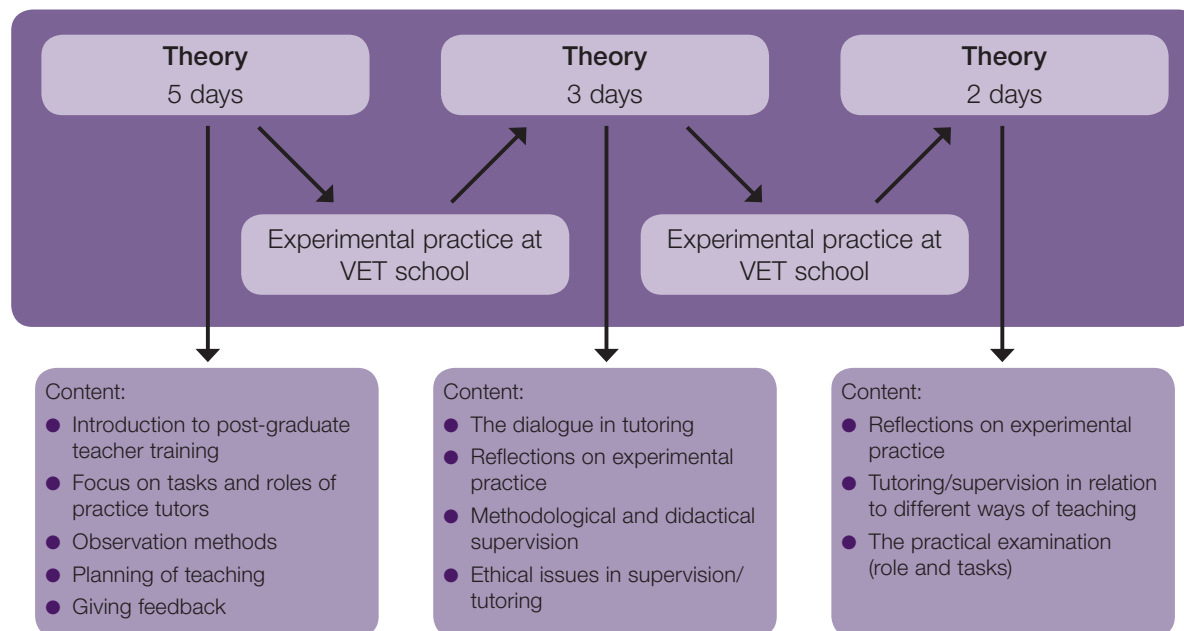 Theory
5 days
Theory
3 days
Theory
2 days
Experimental practice at
VET school
Experimental practice at
VET school
Content:
● Introduction to post-graduate
teacher training
● Focus on tasks and roles of
practice tutors
● Observation methods
● Planning of teaching
● Giving feedback
Content:
● The dialogue in tutoring
● Reflections on experimental
practice
● Methodological and didactical
supervision
● Ethical issues in supervision/
tutoring
Content:
● Reflections on experimental
practice
● Tutoring/supervision in relation
to different ways of teaching
● The practical examination
(role and tasks)